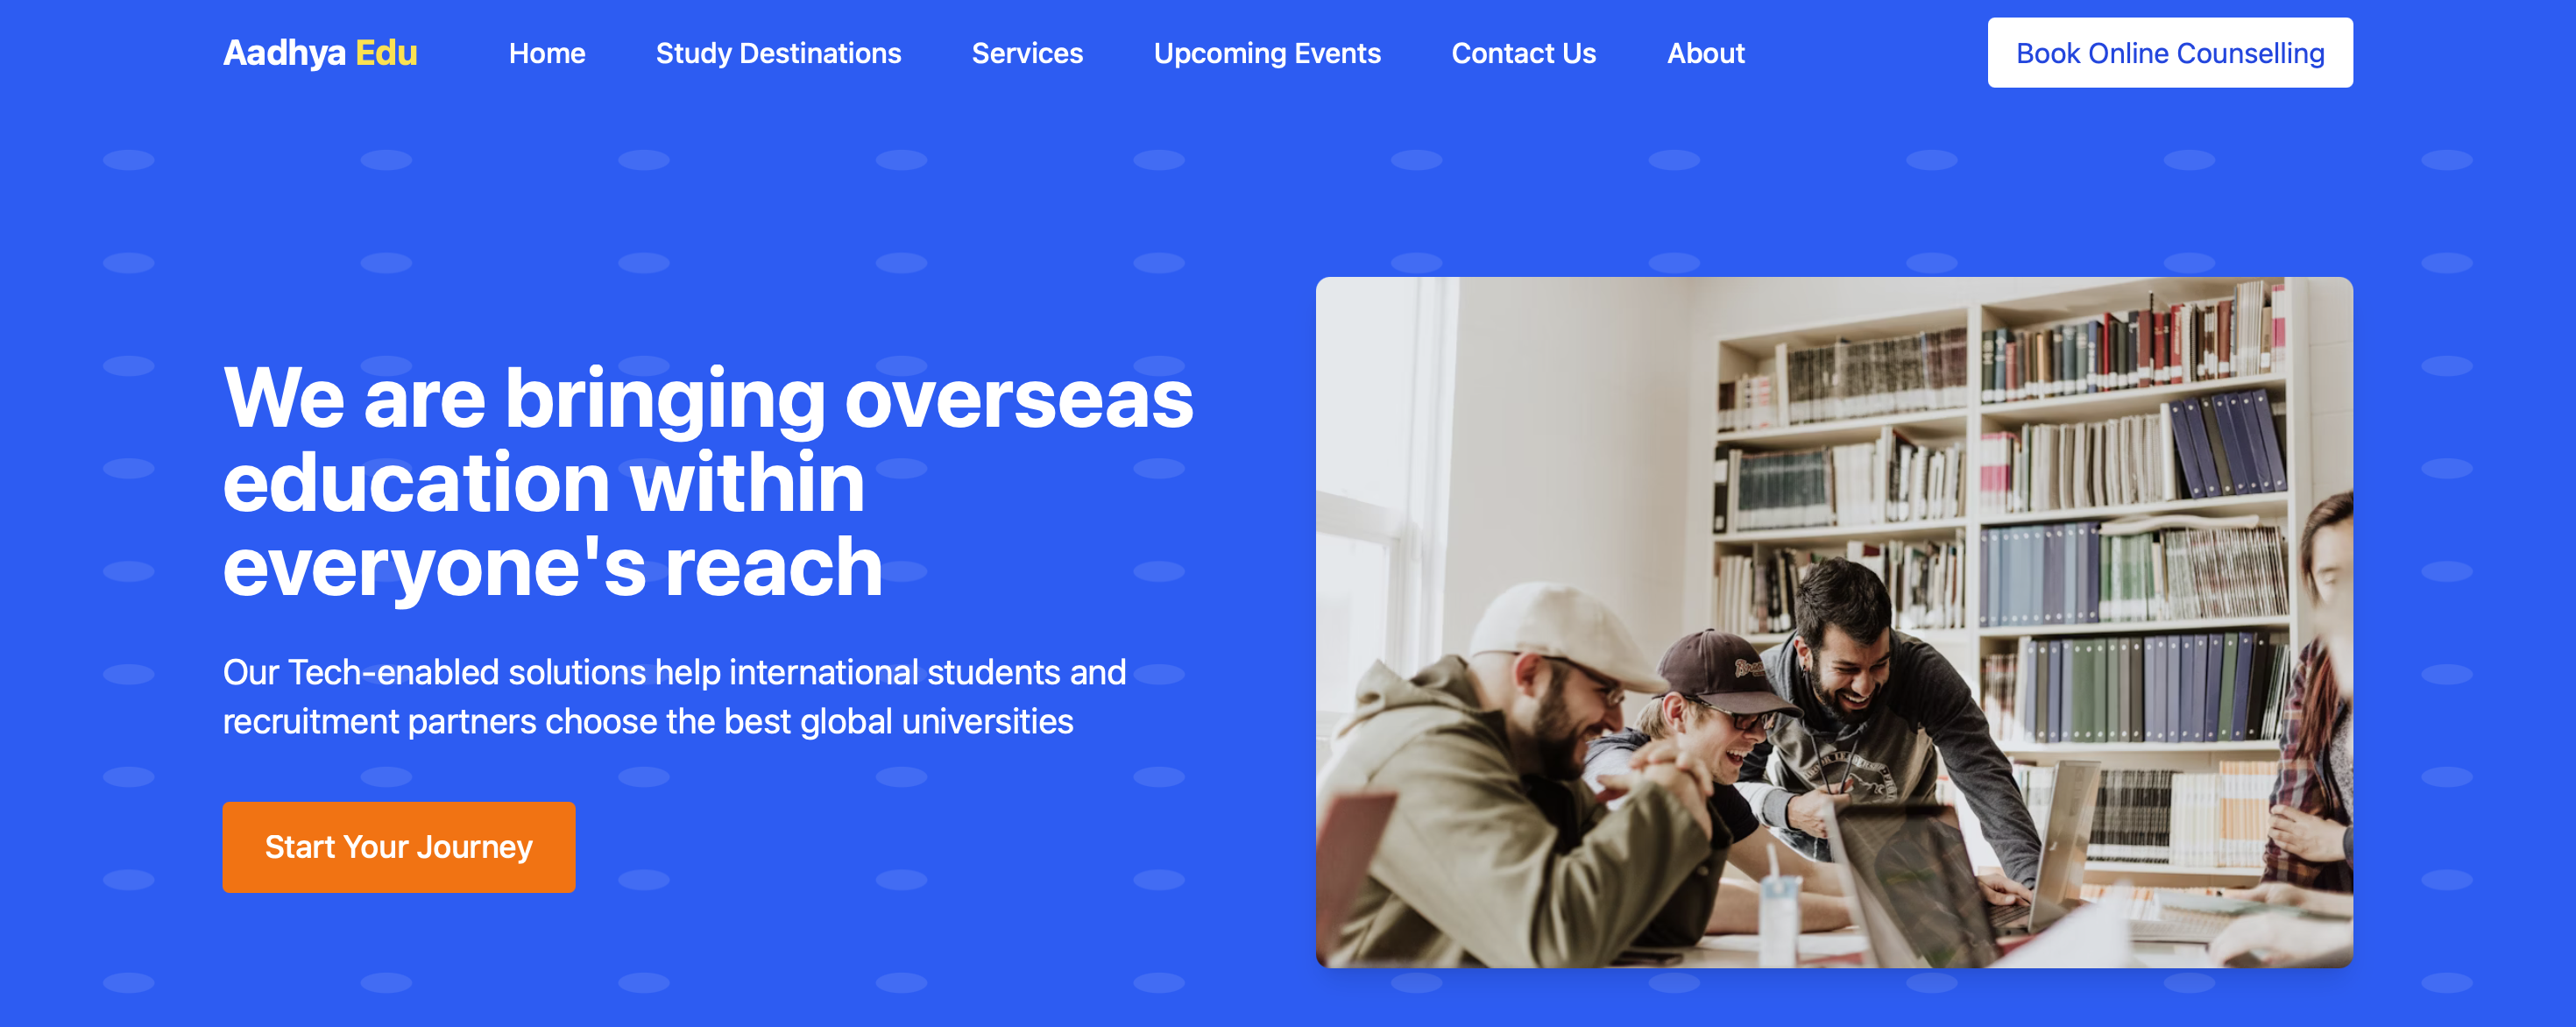 Aadhya Edu Home Study Destinations Services Upcoming Events Contact Us About Book Online Counselling
We are bringing overseas
education within
everyone's reach
Our Tech-enabled solutions help international students and
recruitment partners choose the best global universities
Start Your Journey